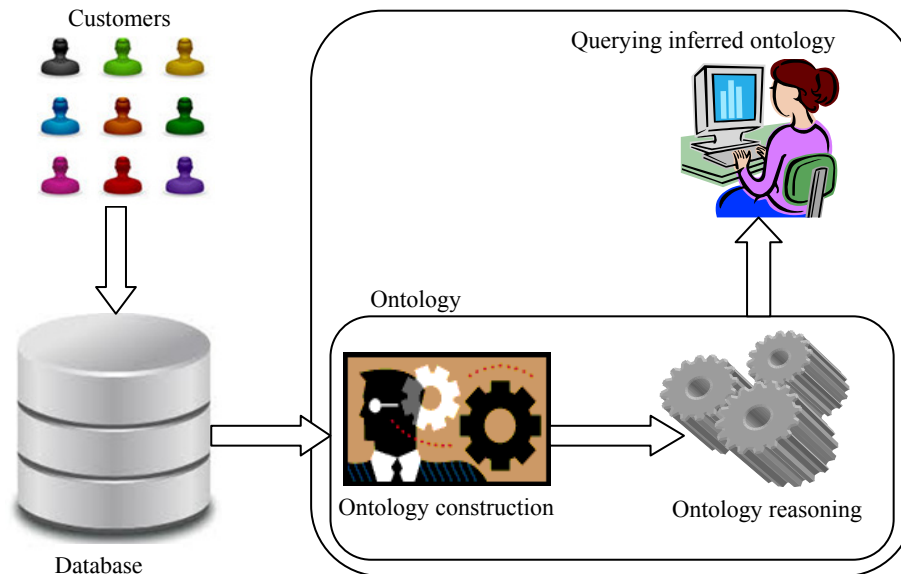 Customers
Querying inferred ontology
Ontology
Ontology construction
Ontology reasoning
Database